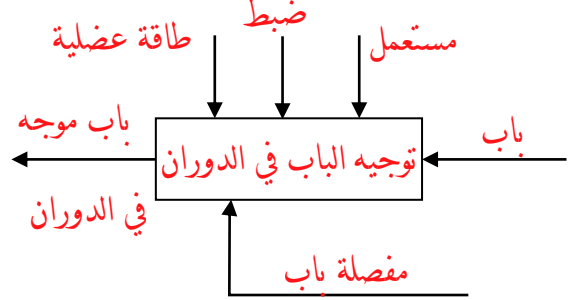 ضبط
مستعمل
طاقة عضلية
باب
توجيه الباب في الدوران
باب موجه
في الدوران
مفصلة باب